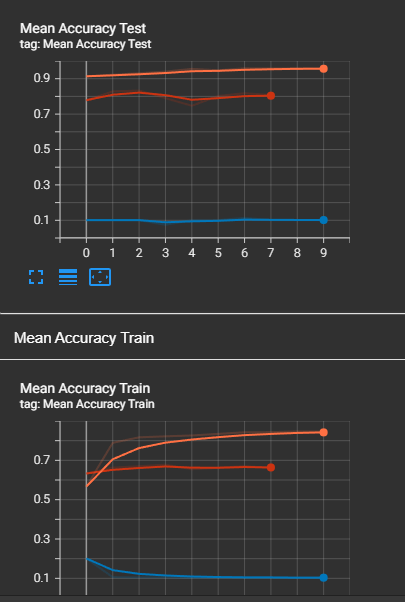 Mean Accuracy Test
tag: Mean Accuracy Test
0.9
0.7
0.5
0.3
0.1
0 1 2 3 4 5 6 7 8 9
Mean Accuracy Train
Mean Accuracy Train
tag: Mean Accuracy Train
0.7
0.5
0.3
0.1